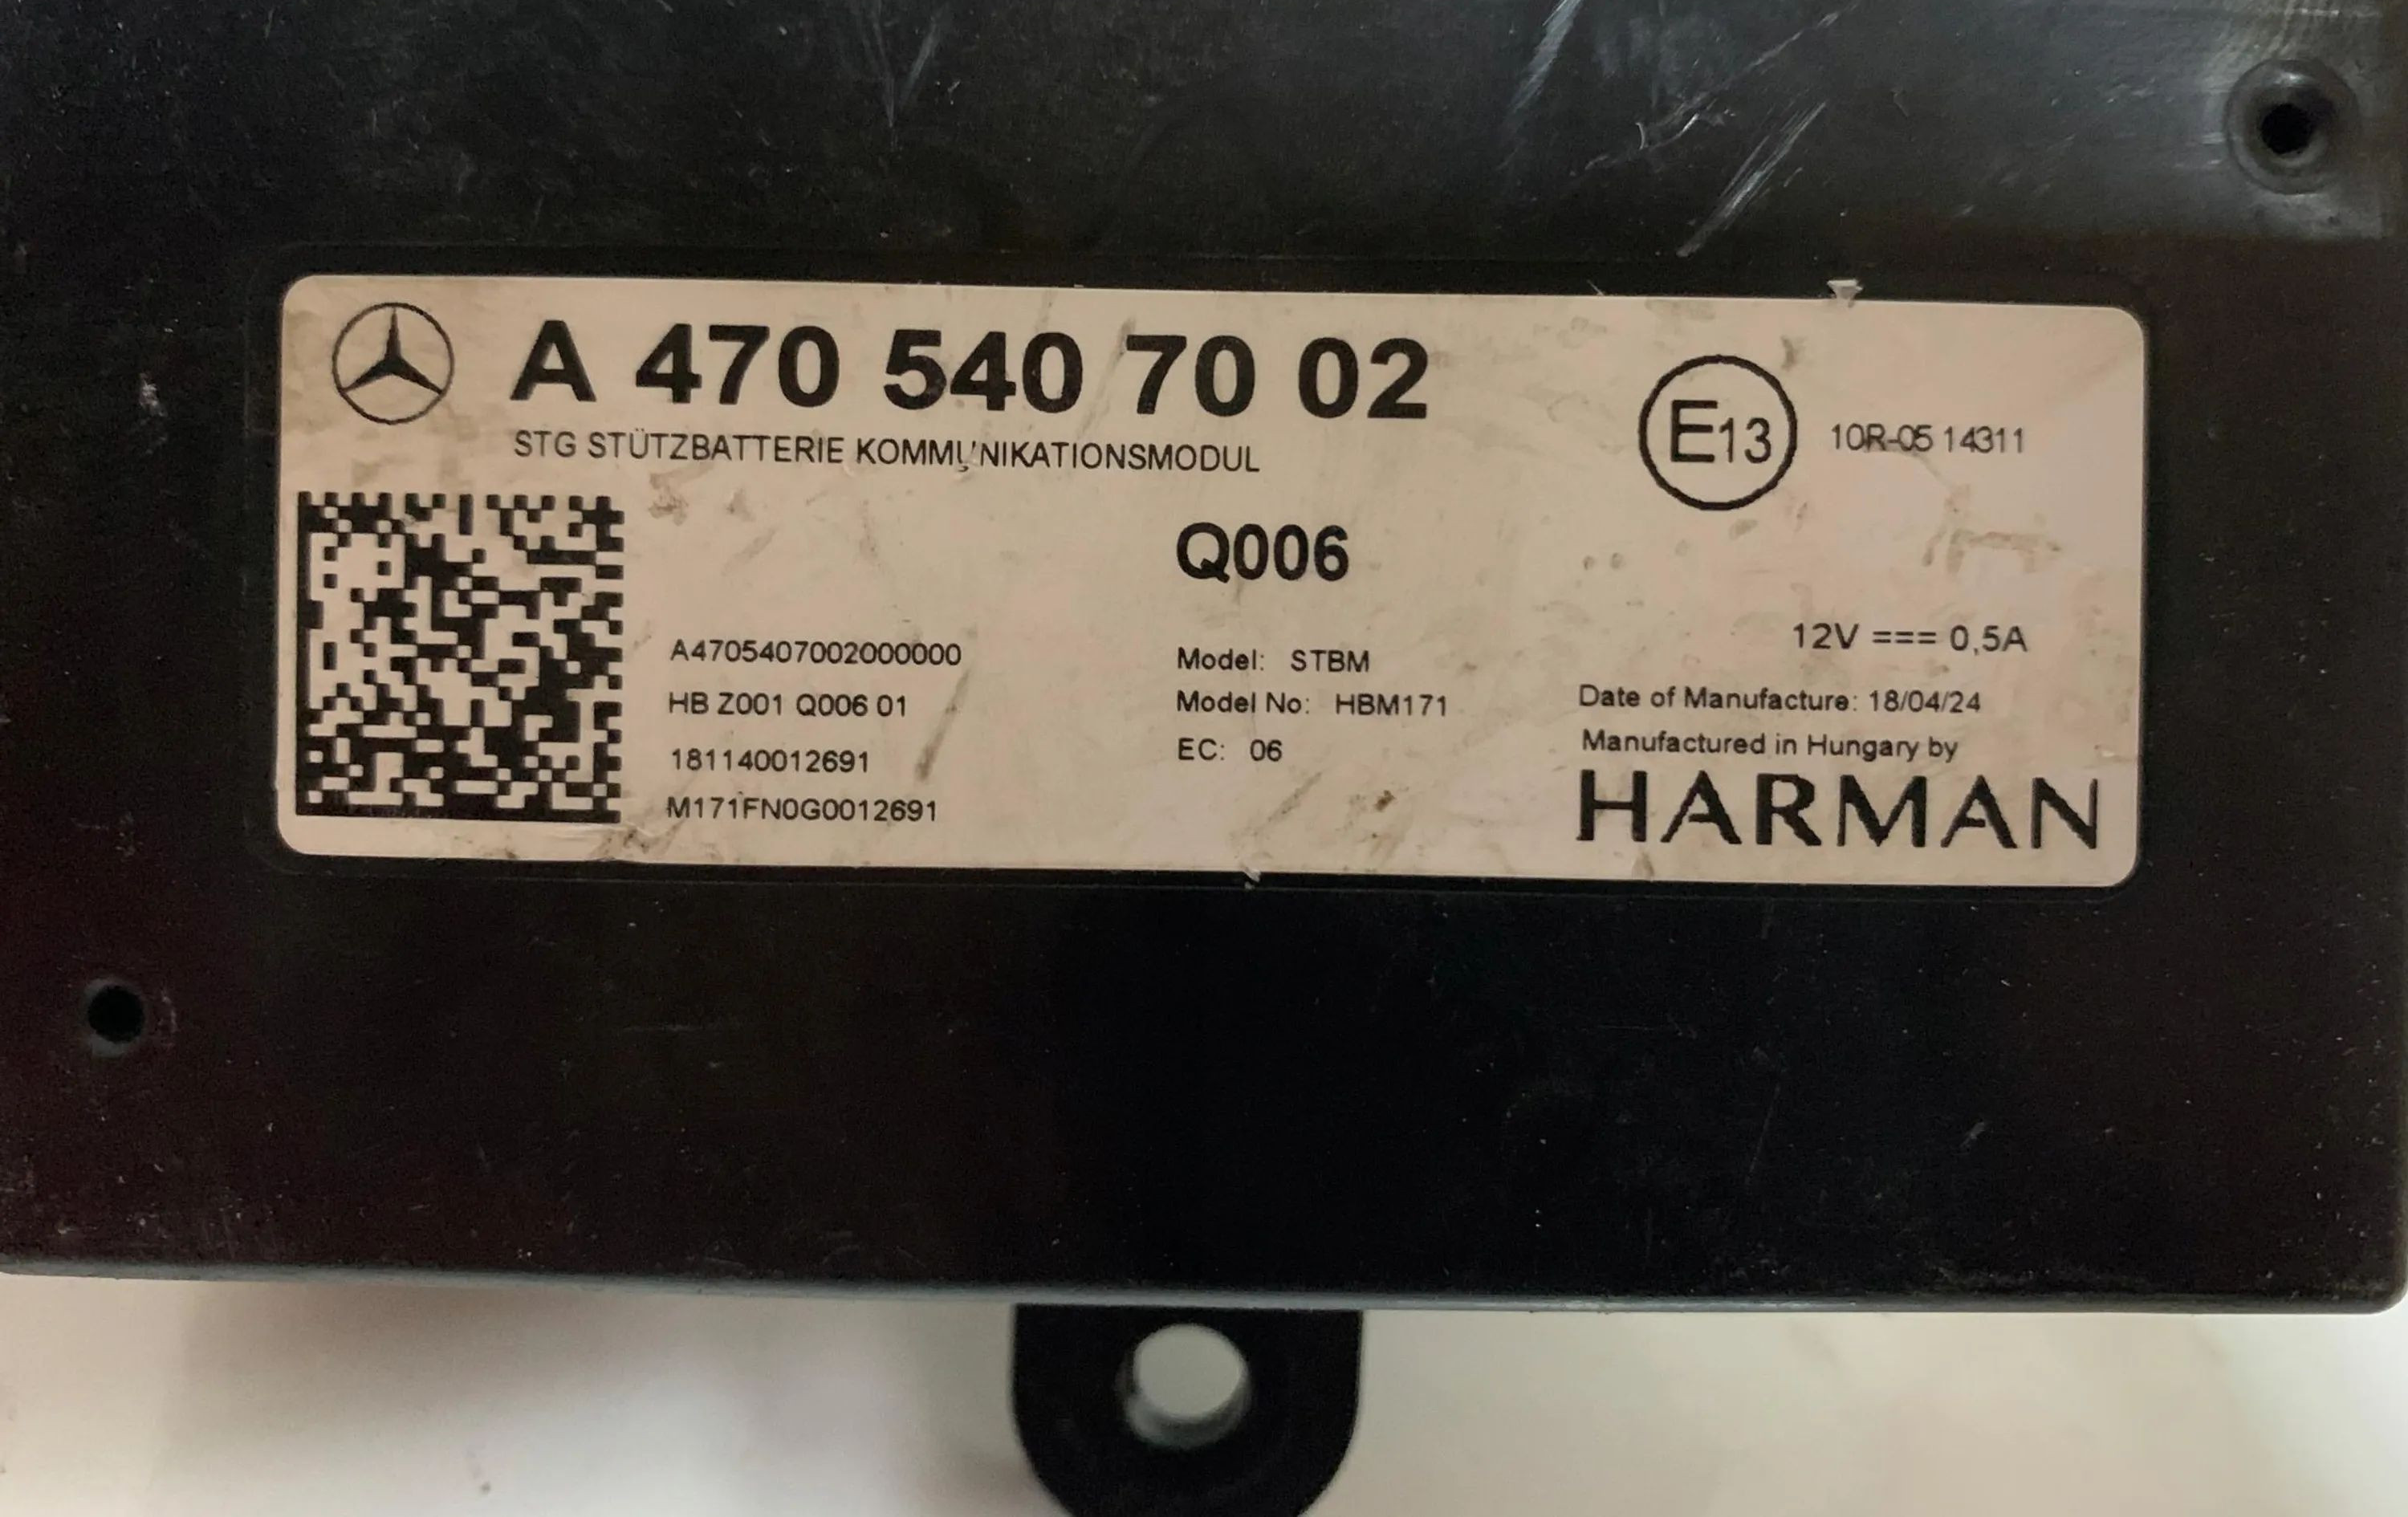 A 470 540 70 02
STG STÜTZBATTERIE KOMMUNIKATIONSMODUL
E13
10R-05 14311
Q006
12V === 0,5A
A4705407002000000
HB Z001 Q006 01
181140012691
M171FN0G0012691
Model: STBM
Model No: HBM171
EC: 06
Date of Manufacture: 18/04/24
Manufactured in Hungary by
HARMAN